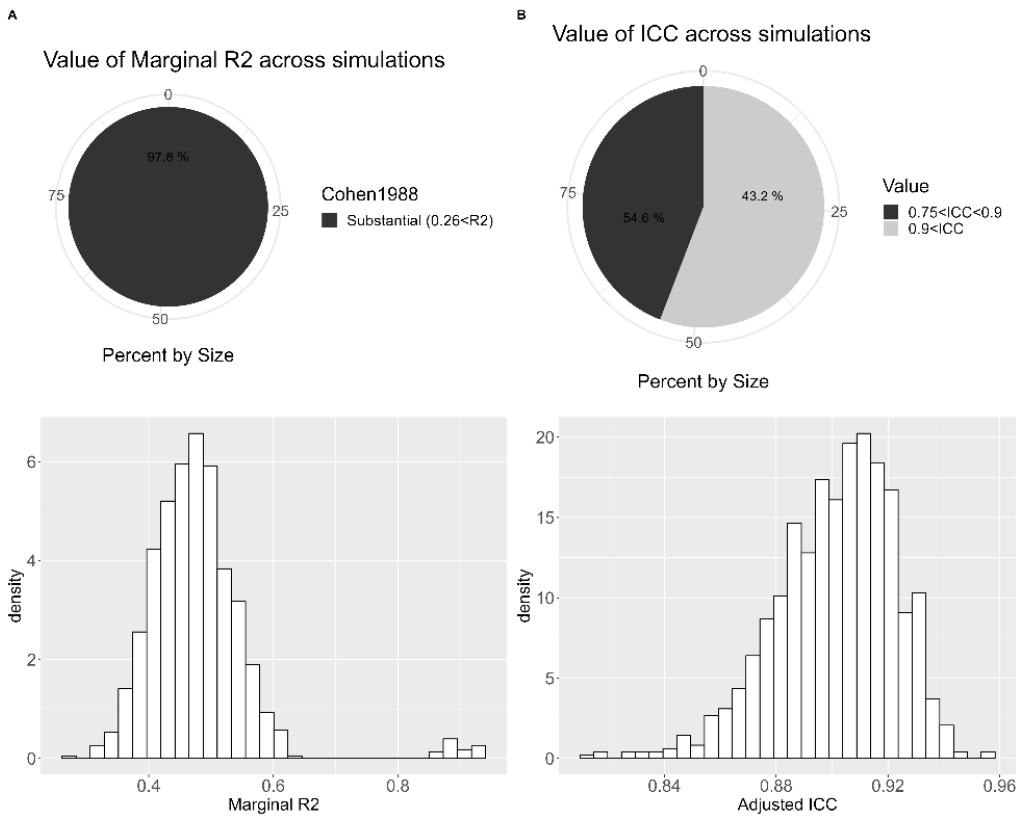 A
Value of Marginal R2 across simulations
0
97.8 %
75
25
50
Cohen1988
Substantial (0.26<R2)
Percent by Size
B
Value of ICC across simulations
0
43.2 %
54.6 %
75
25
50
Value
0.75<ICC<0.9
0.9<ICC
Percent by Size
6
4
2
0
density
0.4
0.6
0.8
Marginal R2
20
15
10
5
0
density
0.84
0.88
0.92
0.96
Adjusted ICC